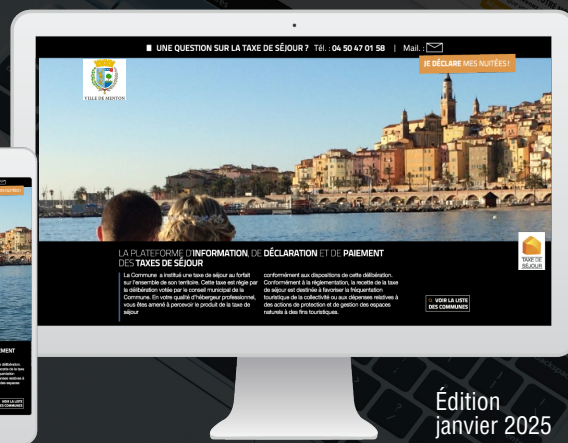 UNE QUESTION SUR LA TAXE DE SÉJOUR ? Tél. : 04 50 47 01 58 | Mail. :
JE DÉCLARE MES NUITÉES !
VILLE DE MENTON
LA PLATEFORME D'INFORMATION, DE DÉCLARATION ET DE PAIEMENT
DES TAXES DE SÉJOUR
La Commune a institué une taxe de séjour au forfait
sur l'ensemble de son territoire. Cette taxe est régie par
la délibération votée par le conseil municipal de la
Commune. En votre qualité d'hébergeur professionnel,
vous êtes amené à percevoir le produit de la taxe de
séjour
conformément aux dispositions de cette délibération.
Conformément à la réglementation, la recette de la taxe
de séjour est destinée à favoriser la fréquentation
touristique de la collectivité ou aux dépenses relatives à
des actions de protection et de gestion des espaces
naturels à des fins touristiques.
TAXE DE
SÉJOUR
VOIR LA LISTE
DES COMMUNES
Édition
janvier 2025